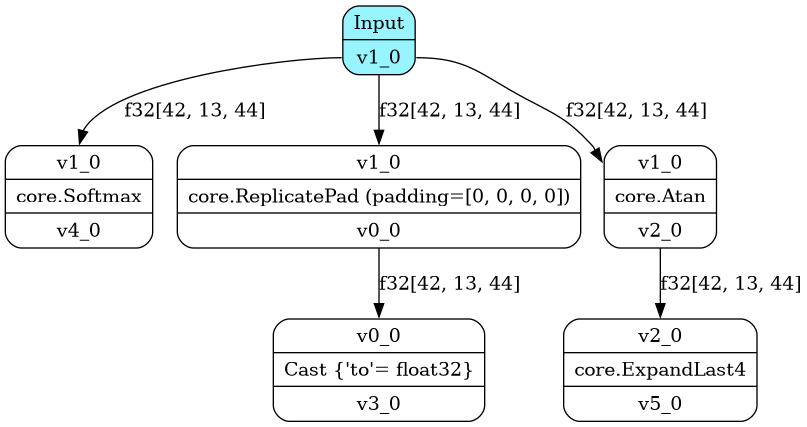 Input
v1_0
f32[42, 13, 44]
f32[42, 13, 44]
f32[42, 13, 44]
v1_0
core.Softmax
v4_0
v1_0
core.ReplicatePad (padding=[0, 0, 0, 0])
v0_0
v1_0
core.Atan
v2_0
f32[42, 13, 44]
f32[42, 13, 44]
v0_0
Cast {'to'= float32}
v3_0
v2_0
core.ExpandLast4
v5_0